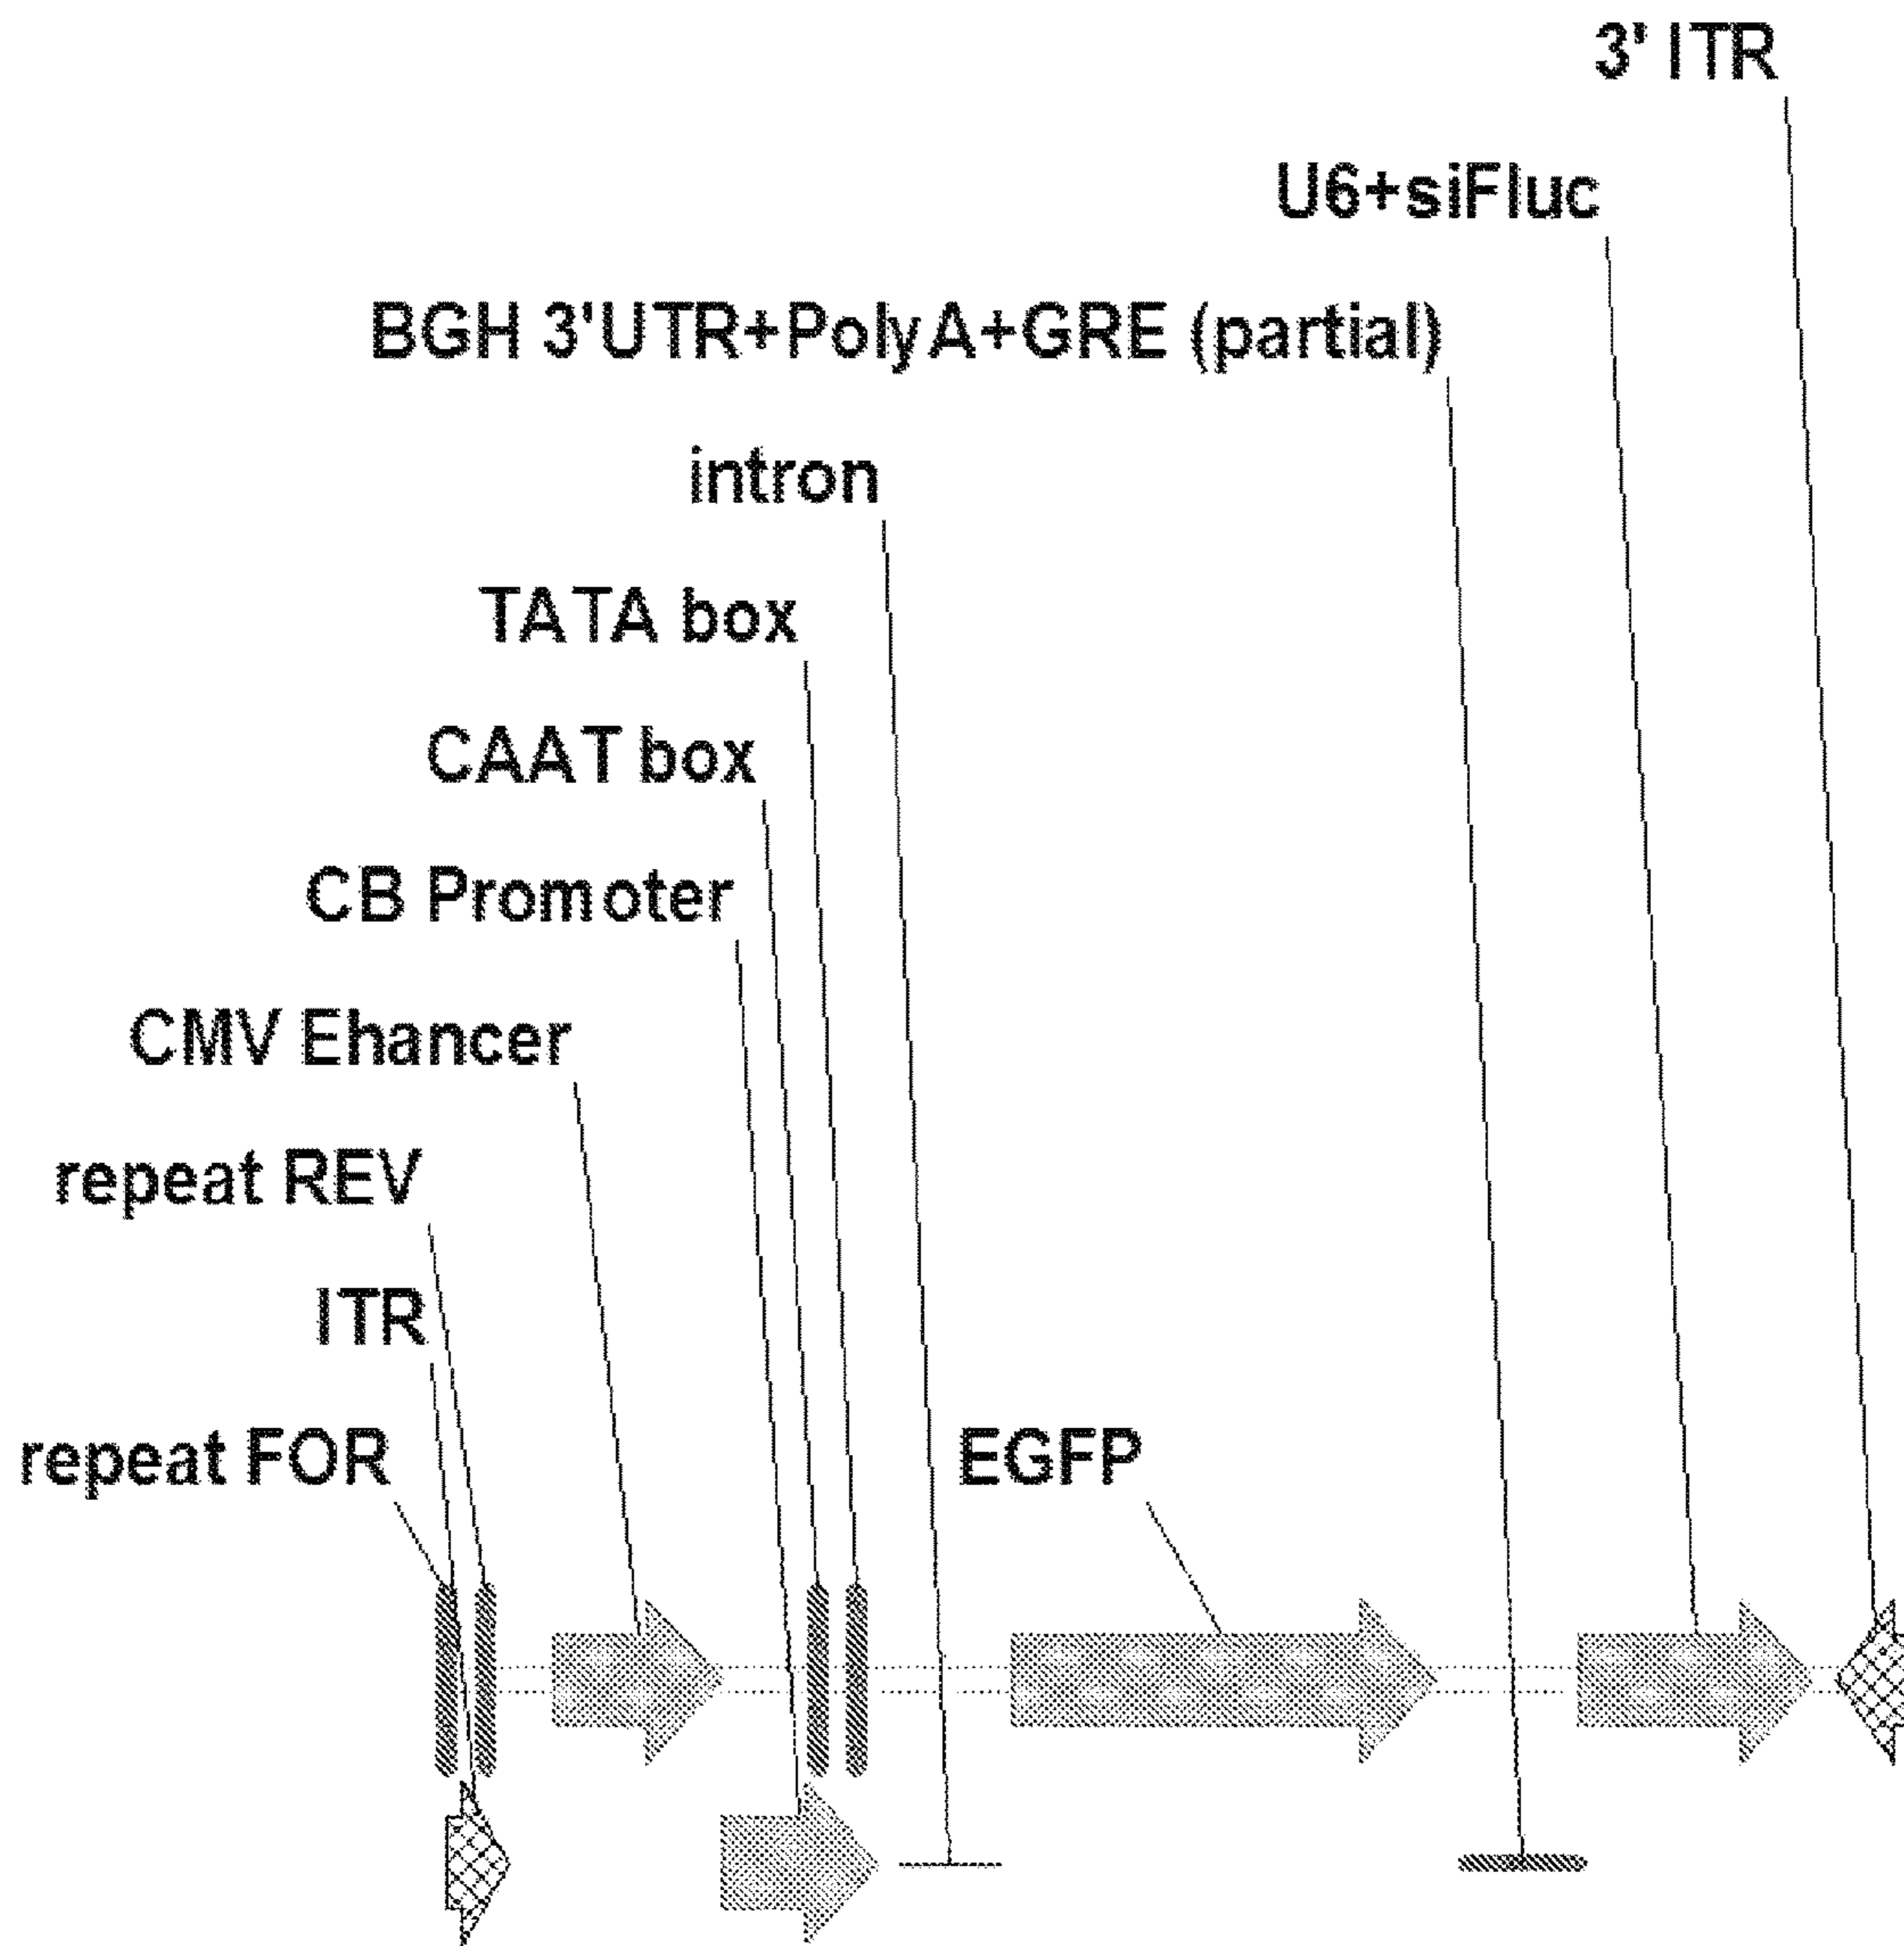 3' ITR
U6+siFluc
BGH 3'UTR+PolyA+GRE (partial)
intron
TATA box
CAAT box
CB Promoter
CMV Ehancer
repeat REV
ITR
repeat FOR
EGFP